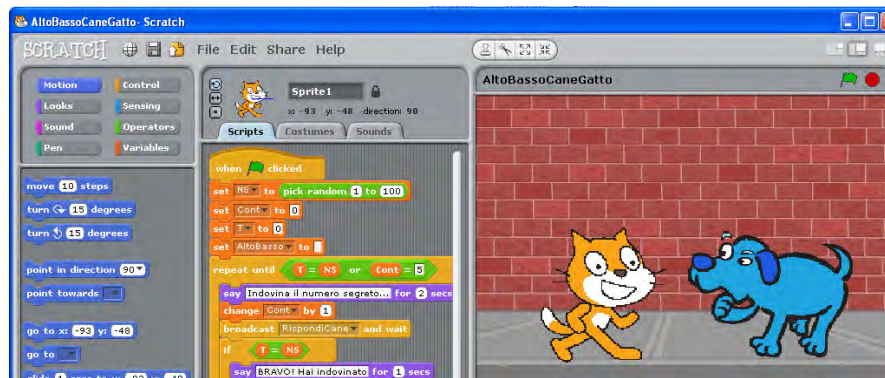 AltoBassoCaneGatto - Scratch
SCRATCH File Edit Share Help
Motion Control
Looks Sensing
Sound Operators
Pen Variables
move 10 steps
turn 15 degrees
turn 15 degrees
point in direction 90
point towards
go to x: -93 y: -48
go to
Sprite1
x: -93 y: -48 direction: 90
Scripts Costumes Sounds
when clicked
set NS to pick random 1 to 100
set Cont to 0
set T to 0
set AltoBasso to
repeat until T = NS or Cont = 5
say Indovina il numero segreto... for 2 secs
change Cont by 1
broadcast RispondiCane and wait
if T = NS
say BRAVO! Hai indovinato for 1 secs
AltoBassoCaneGatto